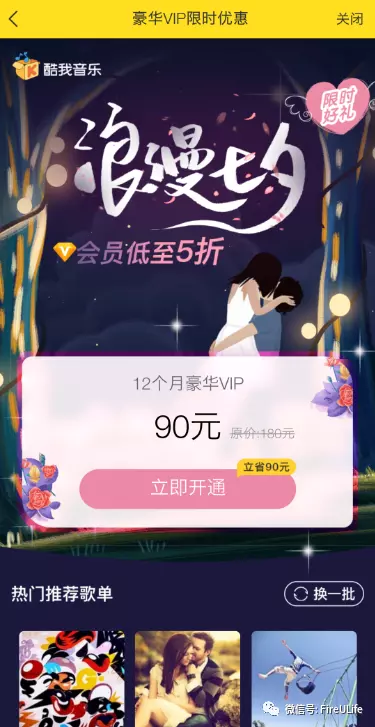 豪华VIP限时优惠
关闭
酷我音乐
限时
好礼
浪漫七夕
会员低至5折
12个月豪华VIP
90元 原价:180元
立省90元
立即开通
热门推荐歌单
换一批
微信号: FireULife